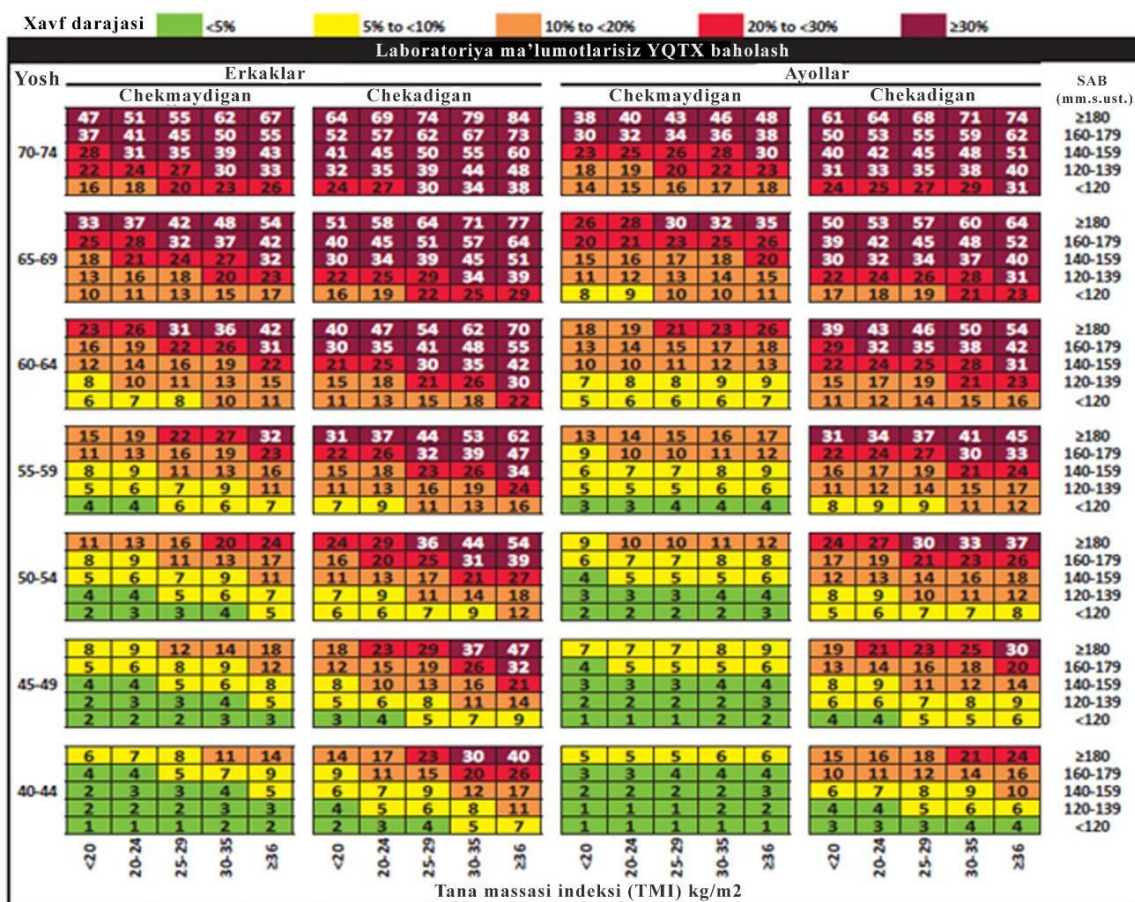 Xavf darajasi <5% 5% to <10% 10% to <20% 20% to <30% ≥30%
Laboratoriya ma'lumotlarisiz YQTX baholash
Yosh Erkaklar Ayollar SAB
Chekmaydigan Chekadigan Chekmaydigan Chekadigan (mm.s.ust.)
47 51 55 62 67 64 69 74 79 84 38 40 43 46 48 61 64 68 71 74 ≥180
37 41 45 50 55 52 57 62 67 73 30 32 34 36 38 50 53 55 59 62 160-179
70-74 28 31 35 39 43 41 45 50 55 60 23 25 26 28 30 40 42 45 48 51 140-159
22 24 27 30 33 32 35 39 44 48 18 19 20 22 23 31 33 35 38 40 120-139
16 18 20 23 26 24 27 30 34 38 14 15 16 17 18 24 25 27 29 31 <120
33 37 42 48 54 51 58 64 71 77 26 28 30 32 35 50 53 57 60 64 ≥180
25 28 32 37 42 40 45 51 57 64 20 21 23 25 26 39 42 45 48 52 160-179
65-69 18 21 24 27 32 30 34 39 45 51 15 16 17 18 20 30 32 34 37 40 140-159
13 16 18 20 23 22 25 29 34 39 11 12 13 14 15 22 24 26 28 31 120-139
10 11 13 15 17 16 19 22 25 29 8 9 10 10 11 17 18 19 21 23 <120
23 26 31 36 42 40 47 54 62 70 18 19 21 23 26 39 43 46 50 54 ≥180
16 19 22 26 31 30 35 41 48 55 13 14 15 17 18 29 32 35 38 42 160-179
60-64 12 14 16 19 22 21 25 30 35 42 10 10 11 12 13 22 24 25 28 31 140-159
8 10 11 13 15 15 18 21 26 30 7 8 8 9 9 15 17 19 21 23 120-139
6 7 8 10 11 11 13 15 18 22 5 6 6 6 7 11 12 14 15 16 <120
15 19 22 27 32 31 37 44 53 62 13 14 15 16 17 31 34 37 41 45 ≥180
11 13 16 19 23 22 26 32 39 47 9 10 10 11 12 22 24 27 30 33 160-179
55-59 8 9 11 13 16 15 18 23 26 34 6 7 7 8 9 16 17 19 21 24 140-159
5 6 7 9 11 11 13 16 19 24 5 5 5 6 6 11 12 14 15 17 120-139
4 4 6 6 7 7 9 11 13 16 3 3 4 4 4 8 9 9 11 12 <120
11 13 16 20 24 24 29 36 44 54 9 10 10 11 12 24 27 30 33 37 ≥180
8 9 11 13 17 16 20 25 31 39 6 7 7 8 8 17 19 21 23 26 160-179
50-54 5 6 7 9 11 11 13 17 21 27 4 5 5 5 6 12 13 14 16 18 140-159
4 4 5 6 7 7 9 11 14 18 3 3 3 4 4 8 9 10 11 12 120-139
2 3 3 4 5 6 6 7 9 12 2 2 2 2 3 5 6 7 7 8 <120
8 9 12 14 18 18 23 29 37 47 7 7 7 8 9 19 21 23 25 30 ≥180
5 6 8 9 12 12 15 19 26 32 4 5 5 5 6 13 14 16 18 20 160-179
45-49 4 4 5 6 8 8 10 13 16 21 3 3 3 4 4 8 9 11 12 14 140-159
2 3 3 4 5 5 6 8 11 14 2 2 2 2 3 6 6 7 8 9 120-139
2 2 2 3 3 3 4 5 7 9 1 1 1 2 2 4 4 5 5 6 <120
6 7 8 11 14 14 17 23 30 40 5 5 5 6 6 15 16 18 21 24 ≥180
4 4 5 7 9 9 11 15 20 26 3 3 4 4 4 10 11 12 14 16 160-179
40-44 2 3 3 4 5 6 7 9 12 17 2 2 2 2 3 6 7 8 9 10 140-159
2 2 2 3 3 4 5 6 8 11 1 1 1 2 2 4 4 5 6 6 120-139
1 1 1 2 2 2 3 4 5 7 1 1 1 1 1 3 3 3 4 4 <120
<20 20-24 25-29 30-35 ≥36 <20 20-24 25-29 30-35 ≥36 <20 20-24 25-29 30-35 ≥36 <20 20-24 25-29 30-35 ≥36
Tana massasi indeksi (TMI) kg/m2